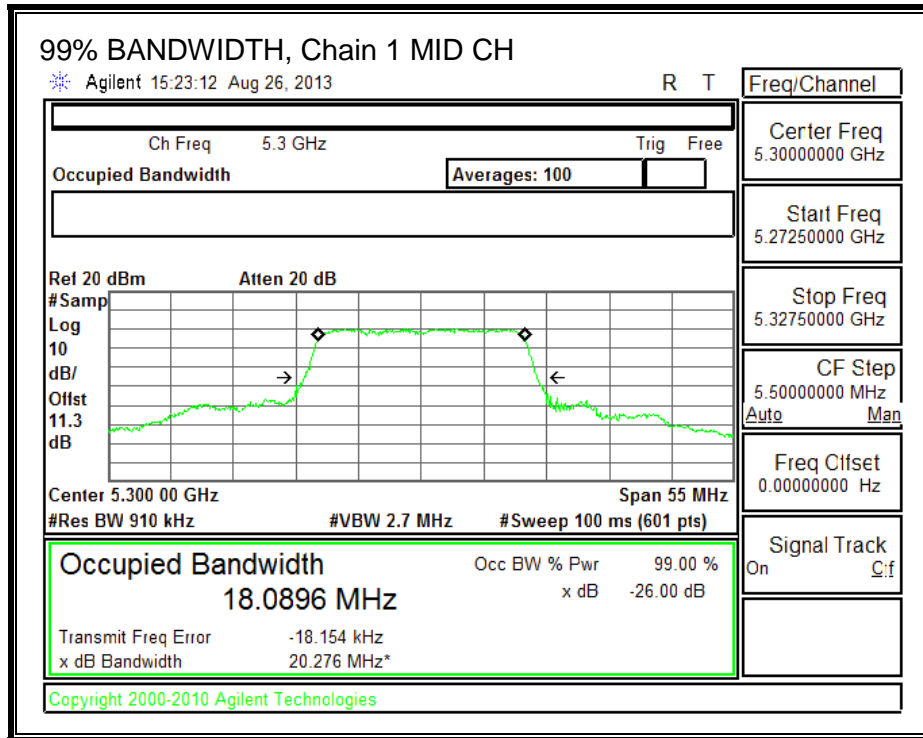 99% BANDWIDTH, Chain 1 MID CH
Agilent 15:23:12 Aug 26, 2013 R T
Freq/Channel
Ch Freq 5.3 GHz Trig Free
Occupied Bandwidth Averages: 100
Center Freq
5.30000000 GHz
Start Freq
5.27250000 GHz
Stop Freq
5.32750000 GHz
CF Step
5.50000000 MHz
Auto Man
Freq Offset
0.00000000 Hz
Signal Track
On Off
Ref 20 dBm Atten 20 dB
#Samp
Log
10
dB/
Offst
11.3
dB
Center 5.300 00 GHz Span 55 MHz
#Res BW 910 kHz #VBW 2.7 MHz #Sweep 100 ms (601 pts)
Occupied Bandwidth Occ BW % Pwr 99.00 %
18.0896 MHz x dB -26.00 dB
Transmit Freq Error -18.154 kHz
x dB Bandwidth 20.276 MHz*
Copyright 2000-2010 Agilent Technologies